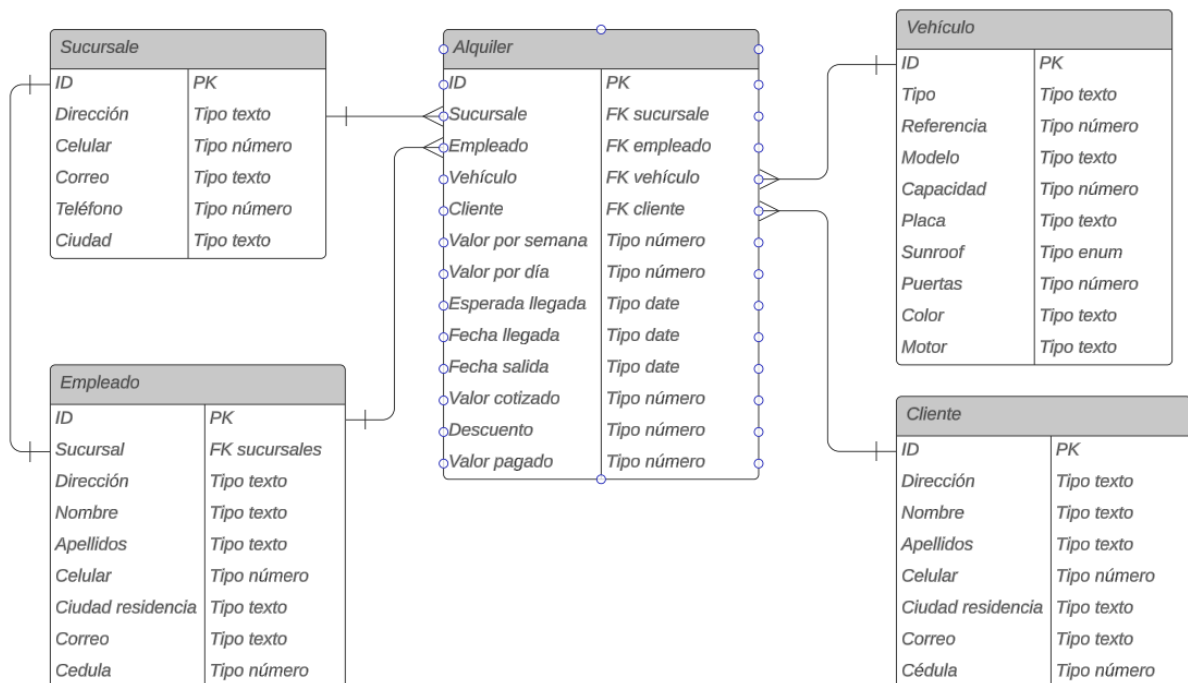 Sucursale
ID PK
Dirección Tipo texto
Celular Tipo número
Correo Tipo texto
Teléfono Tipo número
Ciudad Tipo texto
Empleado
ID PK
Sucursal FK sucursales
Dirección Tipo texto
Nombre Tipo texto
Apellidos Tipo texto
Celular Tipo número
Ciudad residencia Tipo texto
Correo Tipo texto
Cedula Tipo número
Alquiler
ID PK
Sucursale FK sucursale
Empleado FK empleado
Vehículo FK vehículo
Cliente FK cliente
Valor por semana Tipo número
Valor por día Tipo número
Esperada llegada Tipo date
Fecha llegada Tipo date
Fecha salida Tipo date
Valor cotizado Tipo número
Descuento Tipo número
Valor pagado Tipo número
Vehículo
ID PK
Tipo Tipo texto
Referencia Tipo número
Modelo Tipo texto
Capacidad Tipo número
Placa Tipo texto
Sunroof Tipo enum
Puertas Tipo número
Color Tipo texto
Motor Tipo texto
Cliente
ID PK
Dirección Tipo texto
Nombre Tipo texto
Apellidos Tipo texto
Celular Tipo número
Ciudad residencia Tipo texto
Correo Tipo texto
Cédula Tipo número